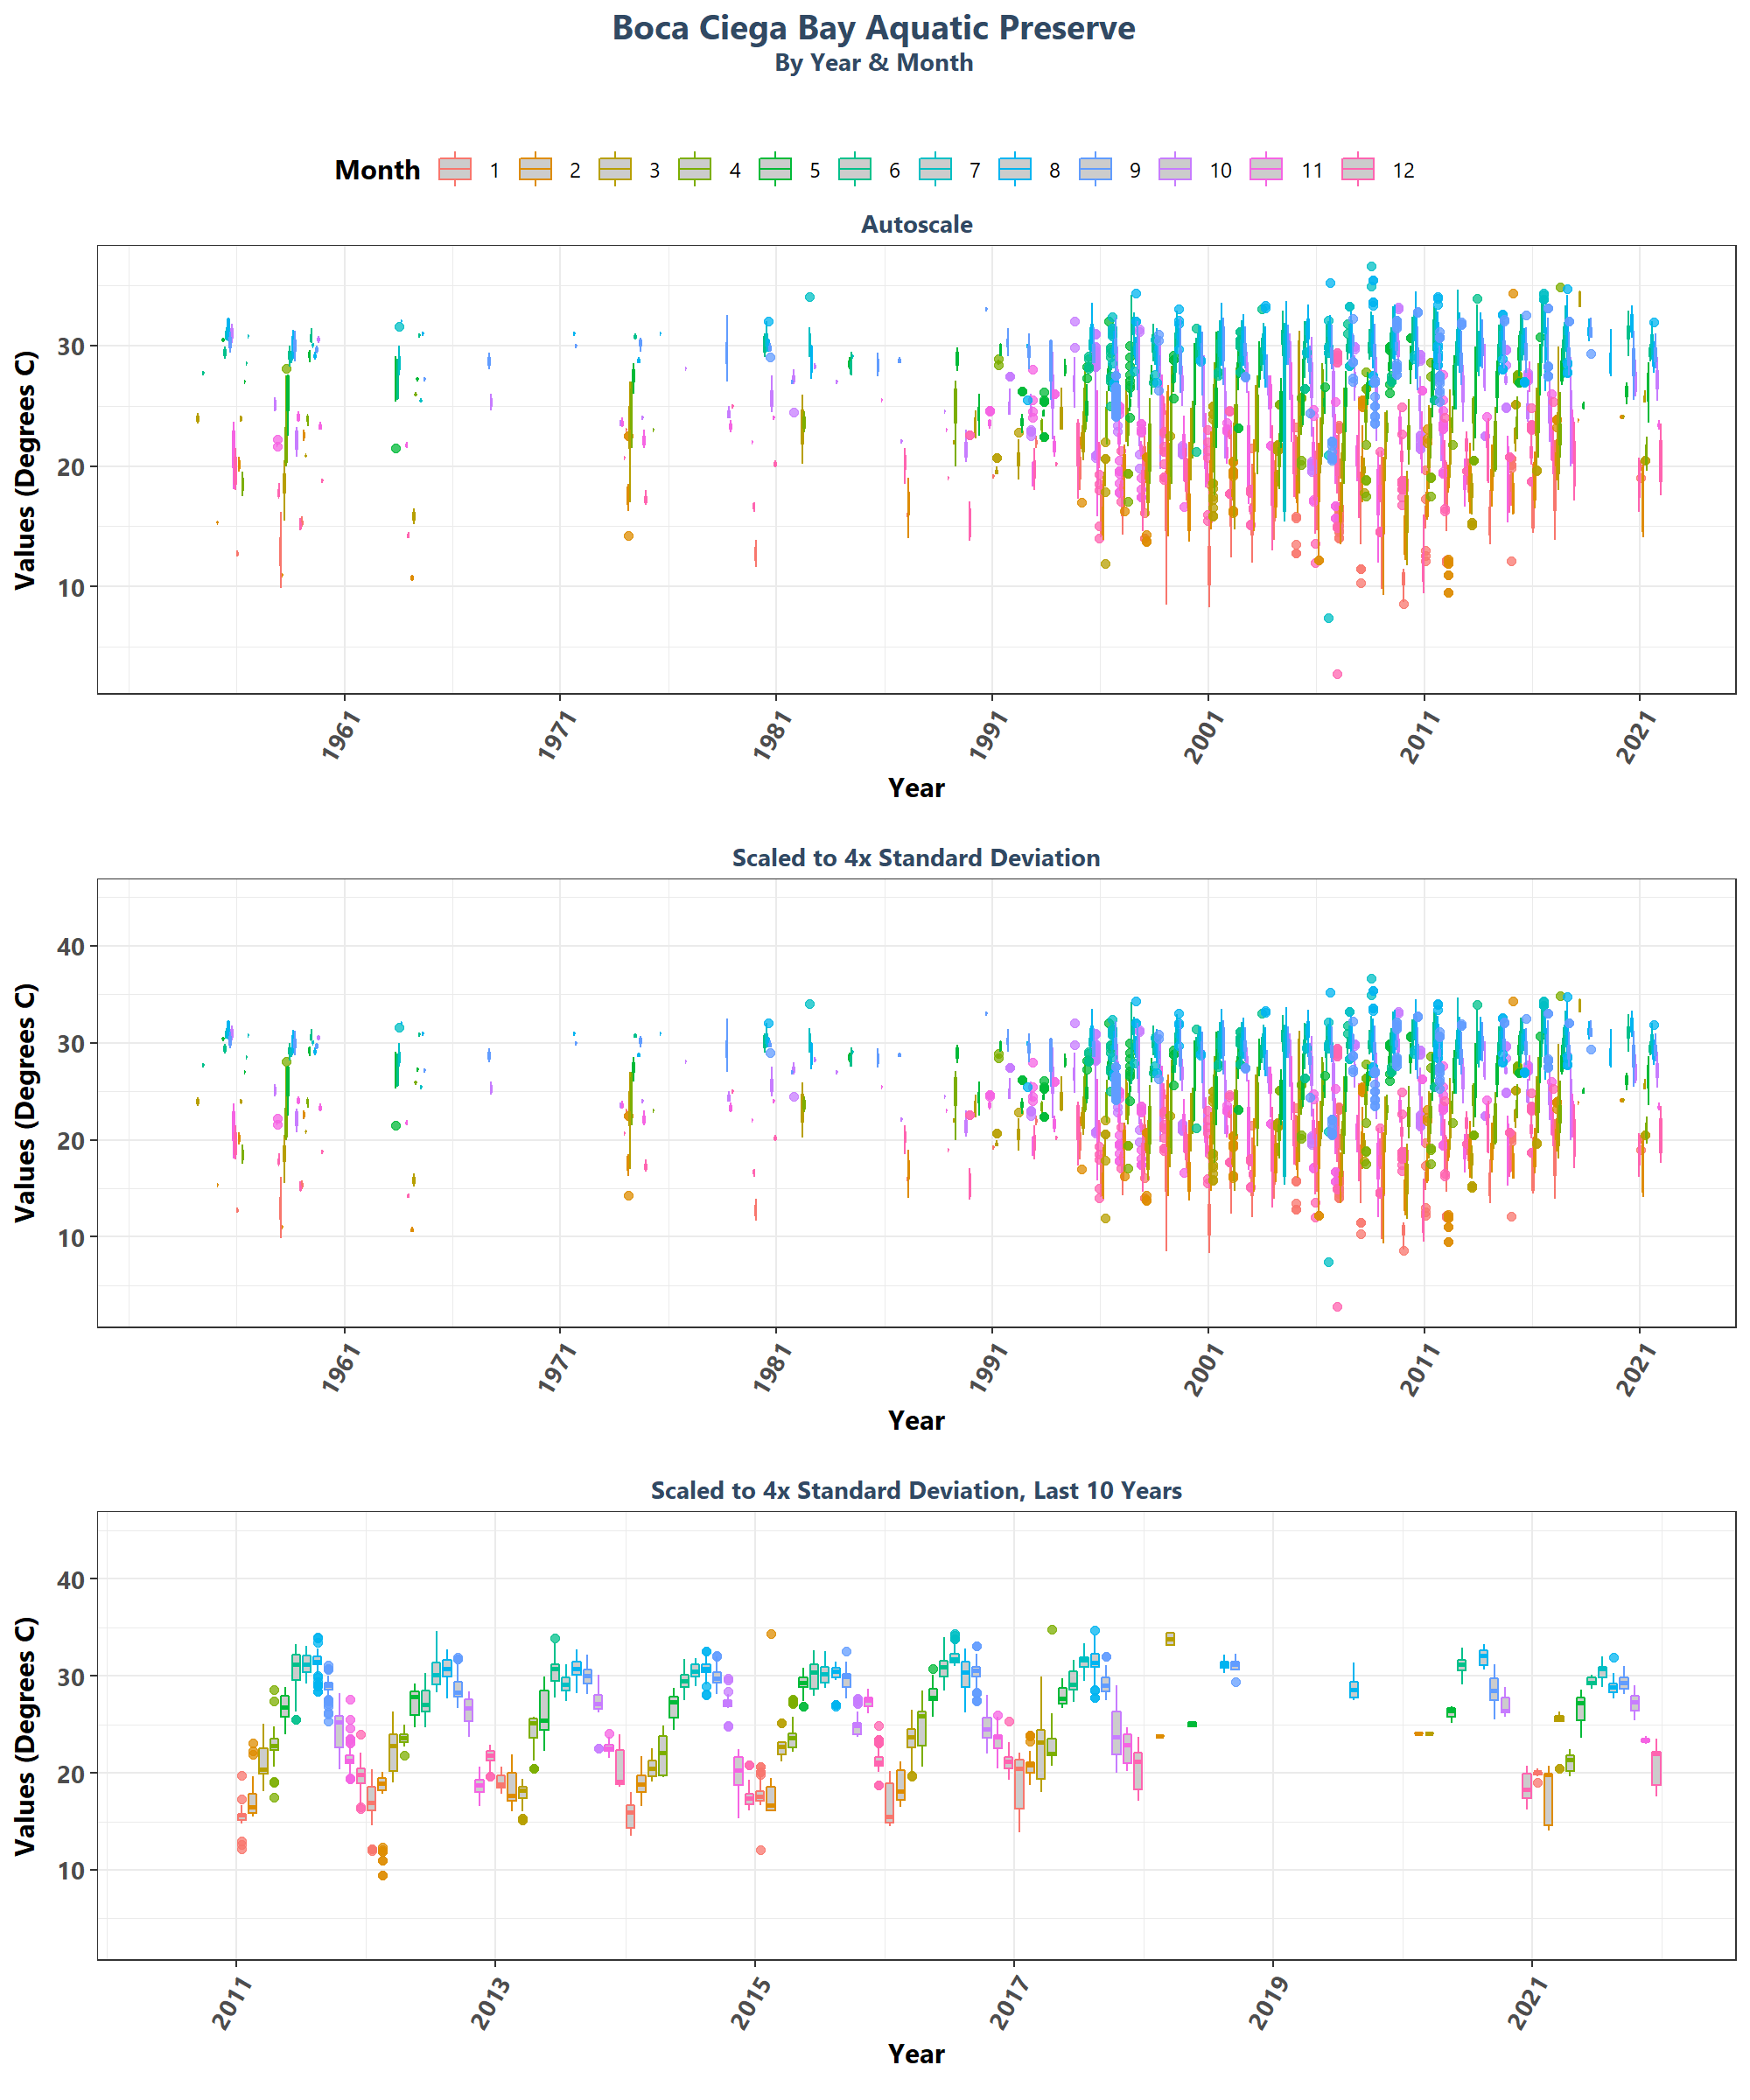 Boca Ciega Bay Aquatic Preserve
By Year & Month
Month 1 2 3 4 5 6 7 8 9 10 11 12
Autoscale
Values (Degrees C)
30
20
10
1961 1971 1981 1991 2001 2011 2021
Year
Scaled to 4x Standard Deviation
Values (Degrees C)
40
30
20
10
1961 1971 1981 1991 2001 2011 2021
Year
Scaled to 4x Standard Deviation, Last 10 Years
Values (Degrees C)
40
30
20
10
2011 2013 2015 2017 2019 2021
Year